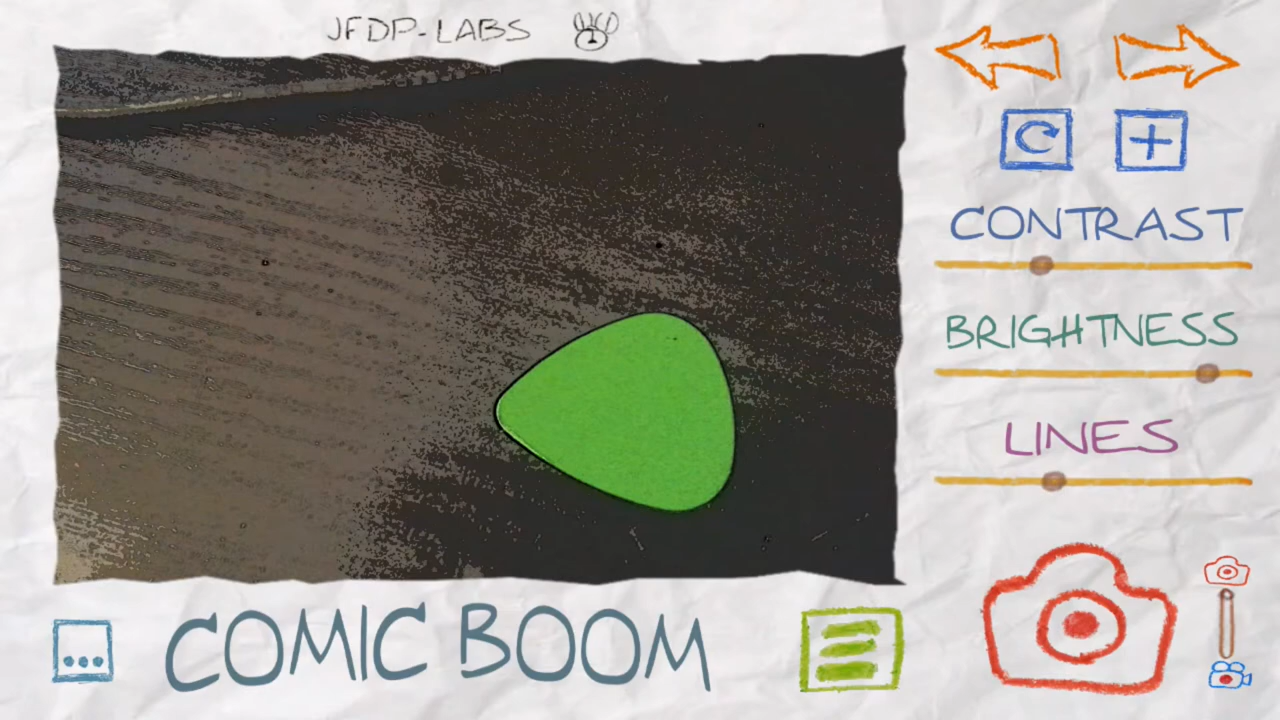 JFDP-LABS
CONTRAST
BRIGHTNESS
LINES
COMIC BOOM